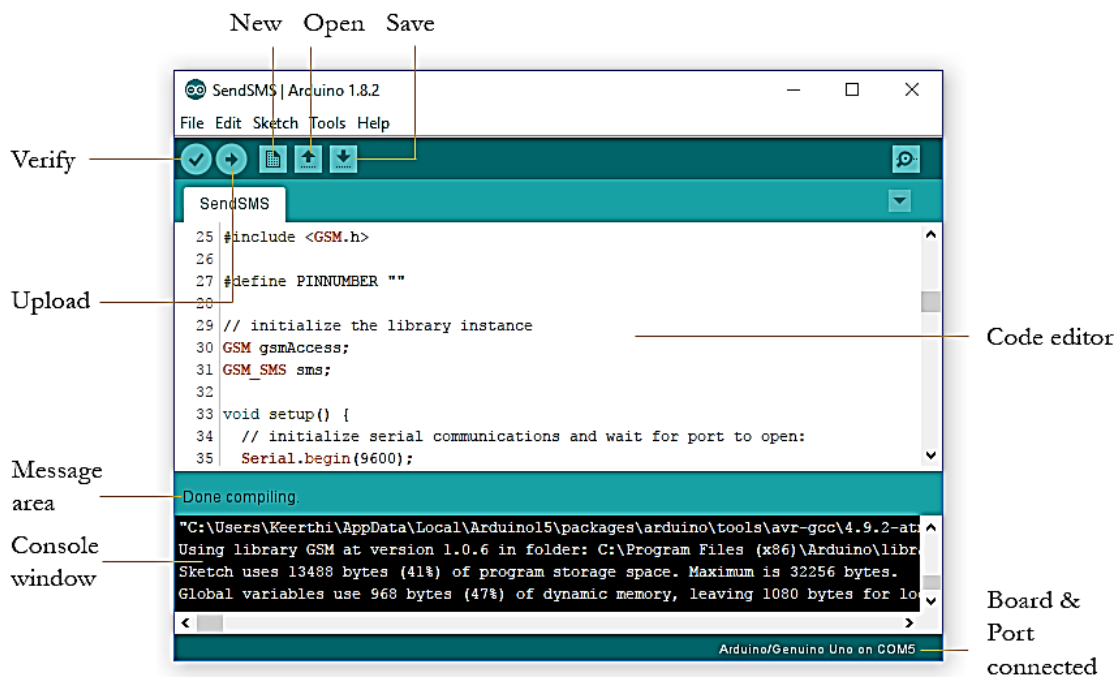 New Open Save
SendSMS | Arduino 1.8.2
File Edit Sketch Tools Help
Verify
SendSMS
25 #include <GSM.h>
26
27 #define PINNUMBER ""
Upload
28
29 // initialize the library instance
Code editor
30 GSM gsmAccess;
31 GSM_SMS sms;
32
33 void setup() {
34 // initialize serial communications and wait for port to open:
35 Serial.begin(9600);
Message
area
Done compiling.
"C:\Users\Keerthi\AppData\Local\Arduino15\packages\arduino\tools\avr-gcc\4.9.2-at
Console
window
Using library GSM at version 1.0.6 in folder: C:\Program Files (x86)\Arduino\libr
Sketch uses 13488 bytes (41%) of program storage space. Maximum is 32256 bytes.
Global variables use 968 bytes (47%) of dynamic memory, leaving 1080 bytes for lo
Board &
Port
connected
Arduino/Genuino Uno on COM5